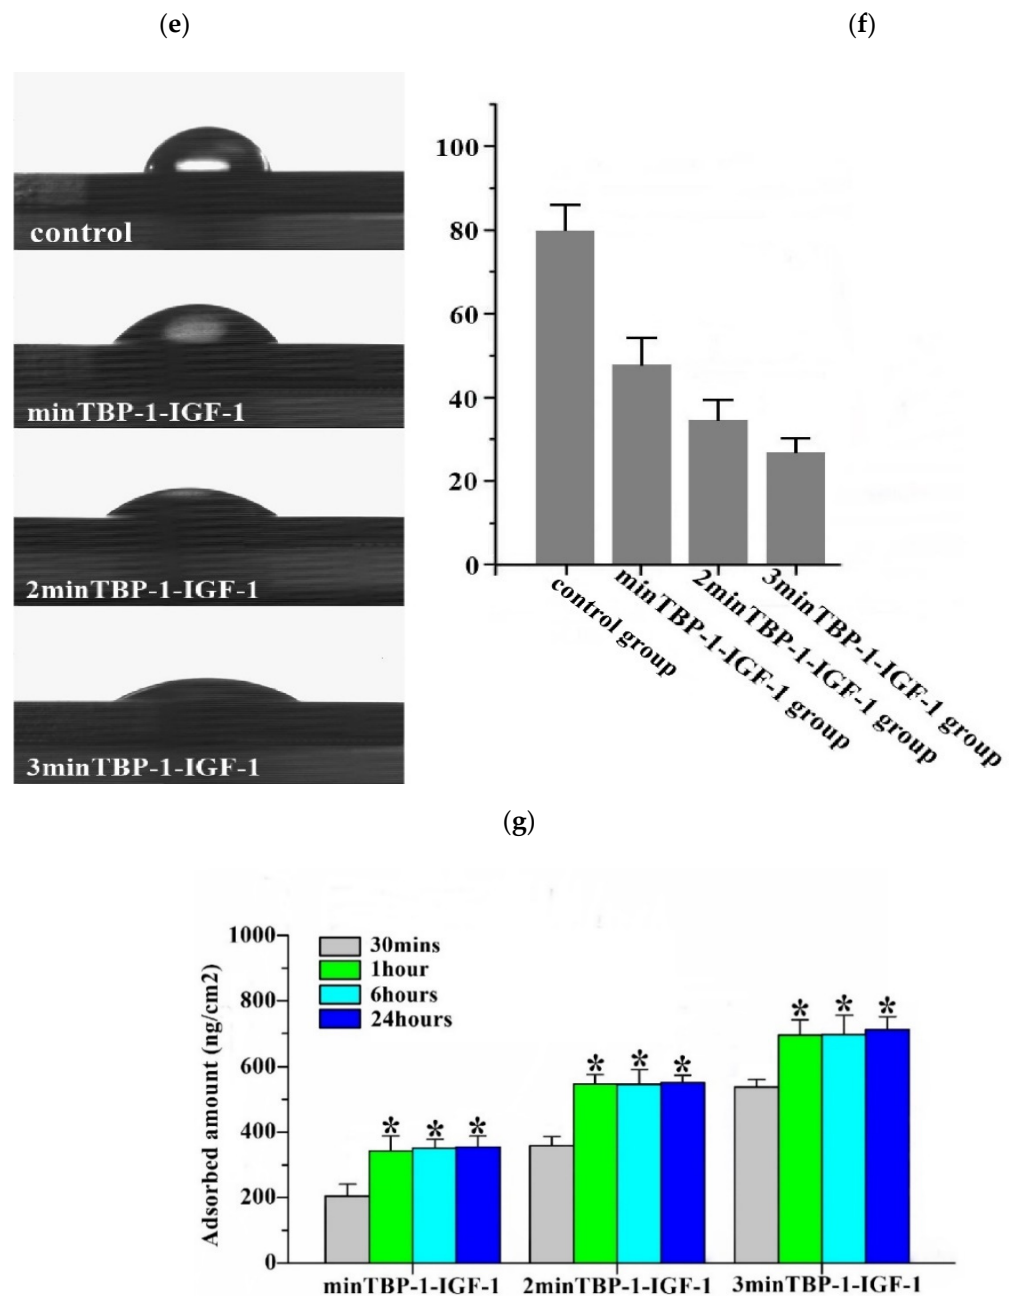 (e)
(f)
control
minTBP-1-IGF-1
2minTBP-1-IGF-1
3minTBP-1-IGF-1
100
80
60
40
20
0
control group
minTBP-1-IGF-1 group
2minTBP-1-IGF-1 group
3minTBP-1-IGF-1 group
(g)
Adsorbed amount (ng/cm2)
1000
800
600
400
200
0
30mins
1hour
6hours
24hours
* * *
* * *
* * *
minTBP-1-IGF-1
2minTBP-1-IGF-1
3minTBP-1-IGF-1